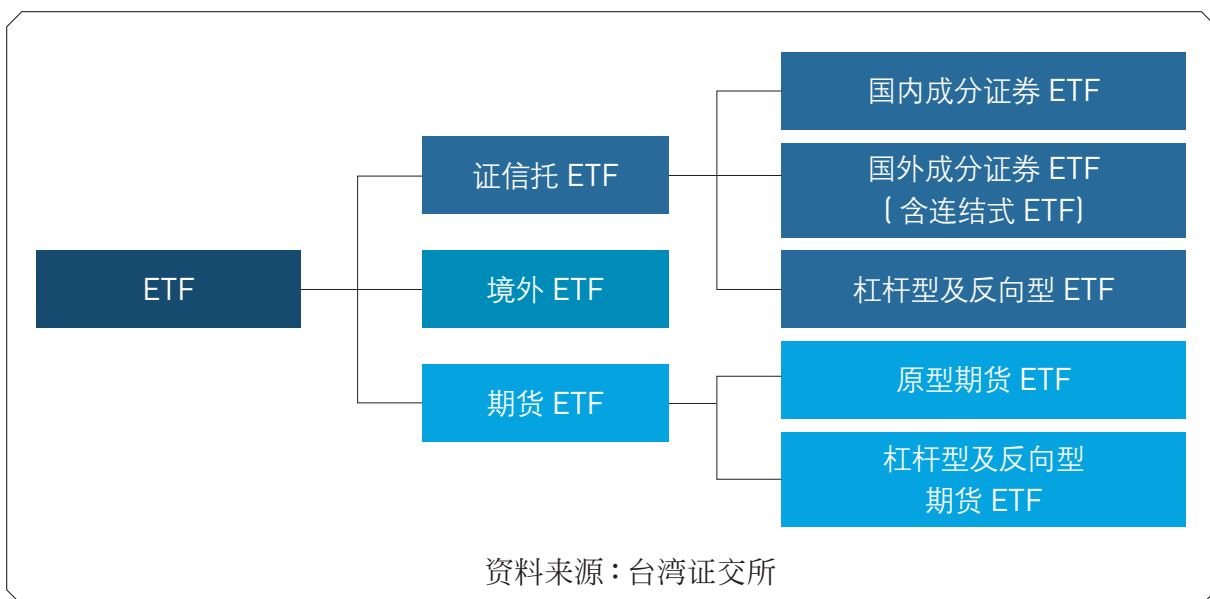 ETF
证信托 ETF
境外 ETF
期货 ETF
国内成分证券 ETF
国外成分证券 ETF
( 含连结式 ETF)
杠杆型及反向型 ETF
原型期货 ETF
杠杆型及反向型
期货 ETF
资料来源：台湾证交所